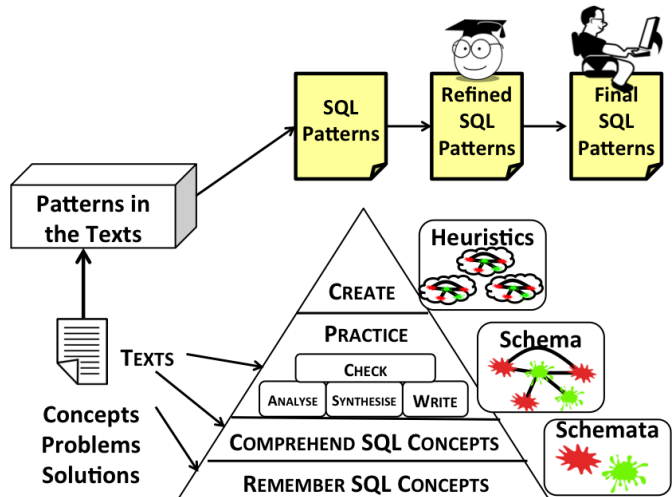 SQL
Patterns
Refined
SQL
Patterns
Final
SQL
Patterns
Patterns in
the Texts
Heuristics
CREATE
PRACTICE
Schema
TEXTS
CHECK
ANALYSE
SYNTHESISE
WRITE
Concepts
Problems
Solutions
COMPREHEND SQL CONCEPTS
Schemata
REMEMBER SQL CONCEPTS